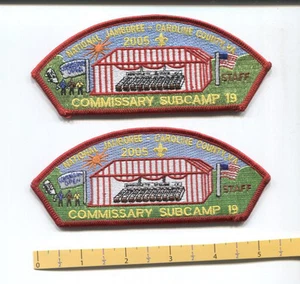 NATIONAL JAMBOREE - CAROLINE COUNTY, VA
2005
STAFF
COMMISSARY SUBCAMP 19
NATIONAL JAMBOREE - CAROLINE COUNTY, VA
2005
STAFF
COMMISSARY SUBCAMP 19
0 1 2 3 4 5